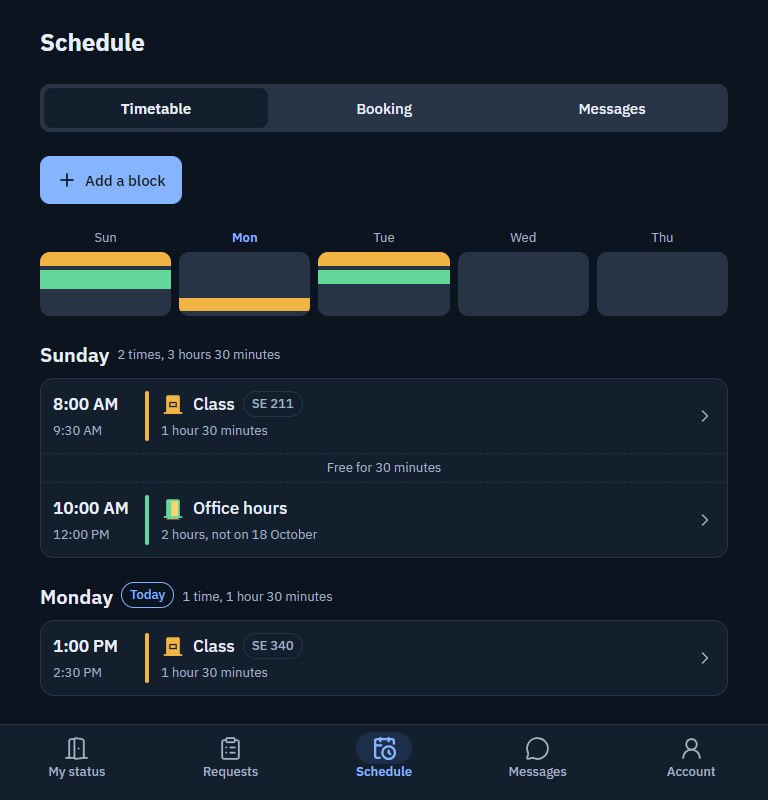 Schedule
Timetable Booking Messages
Add a block
Sun Mon Tue Wed Thu
Sunday 2 times, 3 hours 30 minutes
8:00 AM Class SE 211
9:30 AM 1 hour 30 minutes
Free for 30 minutes
10:00 AM Office hours
12:00 PM 2 hours, not on 18 October
Monday Today 1 time, 1 hour 30 minutes
1:00 PM Class SE 340
2:30 PM 1 hour 30 minutes
My status Requests Schedule Messages Account